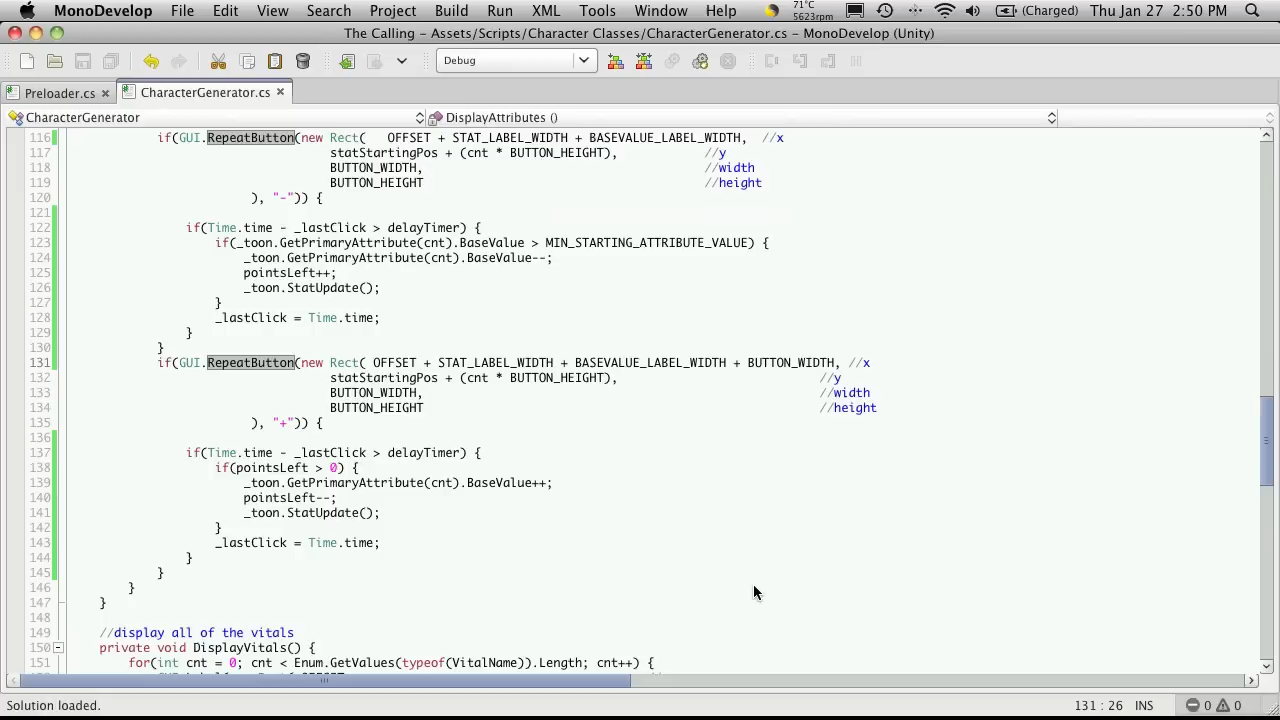 MonoDevelop File Edit View Search Project Build Run XML Tools Window Help 71°C 5623rpm (Charged) Thu Jan 27 2:50 PM
The Calling – Assets/Scripts/Character Classes/CharacterGenerator.cs – MonoDevelop (Unity)
Debug
Preloader.cs CharacterGenerator.cs
CharacterGenerator DisplayAttributes ()
116 if(GUI.RepeatButton(new Rect( OFFSET + STAT_LABEL_WIDTH + BASEVALUE_LABEL_WIDTH, //x
117 statStartingPos + (cnt * BUTTON_HEIGHT), //y
118 BUTTON_WIDTH, //width
119 BUTTON_HEIGHT //height
120 ), "-")) {
121
122 if(Time.time - _lastClick > delayTimer) {
123 if(_toon.GetPrimaryAttribute(cnt).BaseValue > MIN_STARTING_ATTRIBUTE_VALUE) {
124 _toon.GetPrimaryAttribute(cnt).BaseValue--;
125 pointsLeft++;
126 _toon.StatUpdate();
127 }
128 _lastClick = Time.time;
129 }
130 }
131 if(GUI.RepeatButton(new Rect( OFFSET + STAT_LABEL_WIDTH + BASEVALUE_LABEL_WIDTH + BUTTON_WIDTH, //x
132 statStartingPos + (cnt * BUTTON_HEIGHT), //y
133 BUTTON_WIDTH, //width
134 BUTTON_HEIGHT //height
135 ), "+")) {
136
137 if(Time.time - _lastClick > delayTimer) {
138 if(pointsLeft > 0) {
139 _toon.GetPrimaryAttribute(cnt).BaseValue++;
140 pointsLeft--;
141 _toon.StatUpdate();
142 }
143 _lastClick = Time.time;
144 }
145 }
146 }
147 }
148
149 //display all of the vitals
150 private void DisplayVitals() {
151 for(int cnt = 0; cnt < Enum.GetValues(typeof(VitalName)).Length; cnt++) {
Solution loaded. 131 : 26 INS 0 0